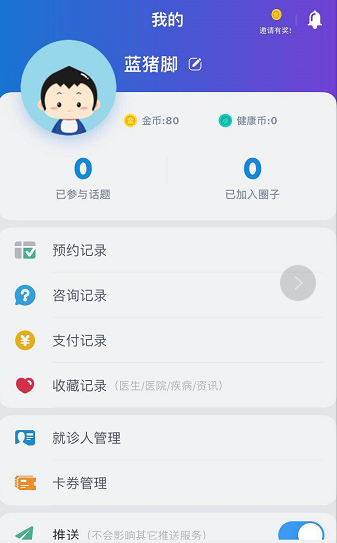 我的
邀请有奖!
蓝猪脚
金币:80
健康币:0
0
0
已参与话题
已加入圈子
预约记录
咨询记录
支付记录
收藏记录(医生/医院/疾病/资讯)
就诊人管理
卡券管理
推送(不会影响其它推送服务)